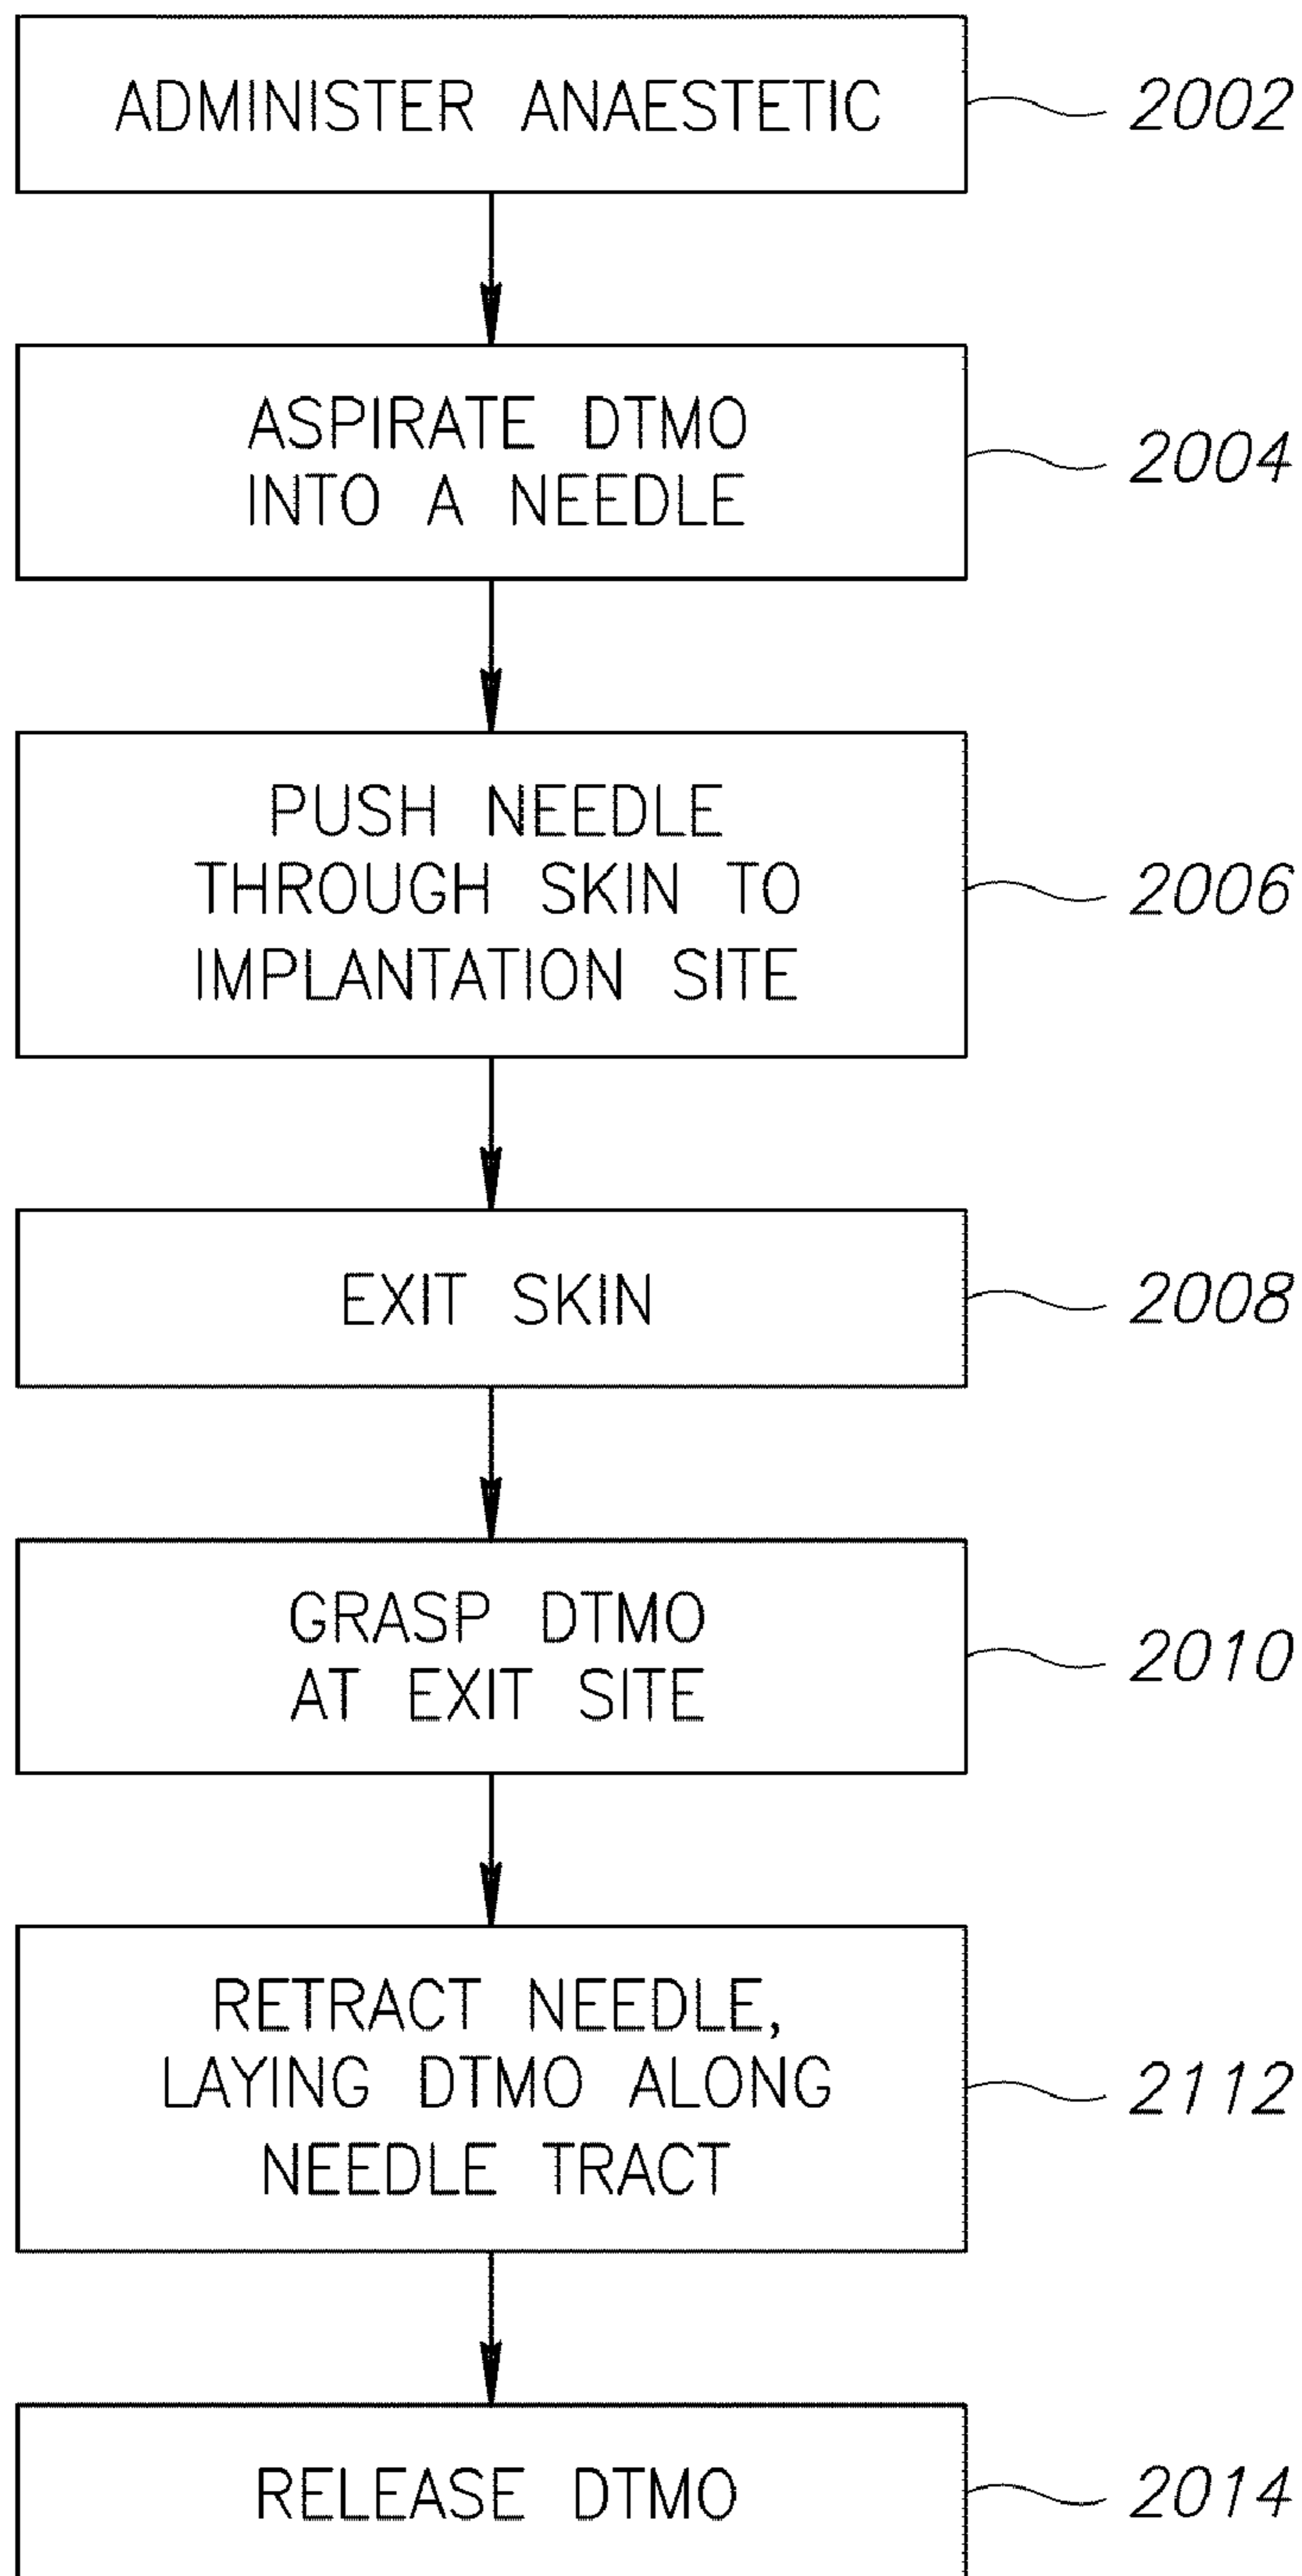 ADMINISTER ANAESTETIC
2002
ASPIRATE DTMO
INTO A NEEDLE
2004
PUSH NEEDLE
THROUGH SKIN TO
IMPLANTATION SITE
2006
EXIT SKIN
2008
GRASP DTMO
AT EXIT SITE
2010
RETRACT NEEDLE,
LAYING DTMO ALONG
NEEDLE TRACT
2112
RELEASE DTMO
2014